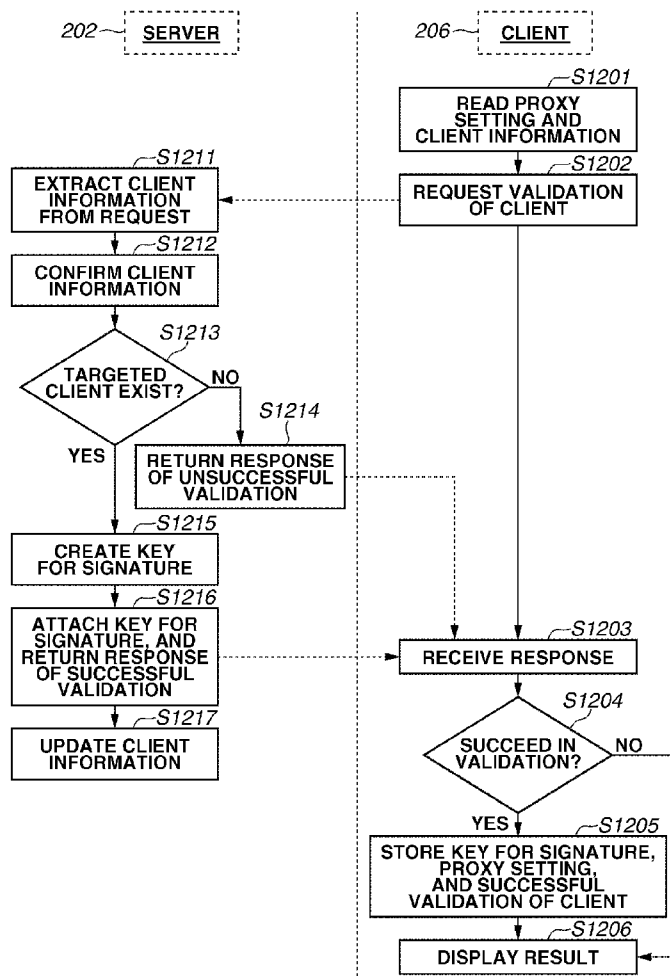 202
SERVER
206
CLIENT
S1201
READ PROXY
SETTING AND
CLIENT INFORMATION
S1202
REQUEST VALIDATION
OF CLIENT
S1211
EXTRACT CLIENT
INFORMATION
FROM REQUEST
S1212
CONFIRM CLIENT
INFORMATION
S1213
TARGETED
CLIENT EXIST?
NO
YES
S1214
RETURN RESPONSE
OF UNSUCCESSFUL
VALIDATION
S1215
CREATE KEY
FOR SIGNATURE
S1216
ATTACH KEY FOR
SIGNATURE, AND
RETURN RESPONSE
OF SUCCESSFUL
VALIDATION
S1217
UPDATE CLIENT
INFORMATION
S1203
RECEIVE RESPONSE
S1204
SUCCEED IN
VALIDATION?
NO
YES
S1205
STORE KEY FOR SIGNATURE,
PROXY SETTING,
AND SUCCESSFUL
VALIDATION OF CLIENT
S1206
DISPLAY RESULT